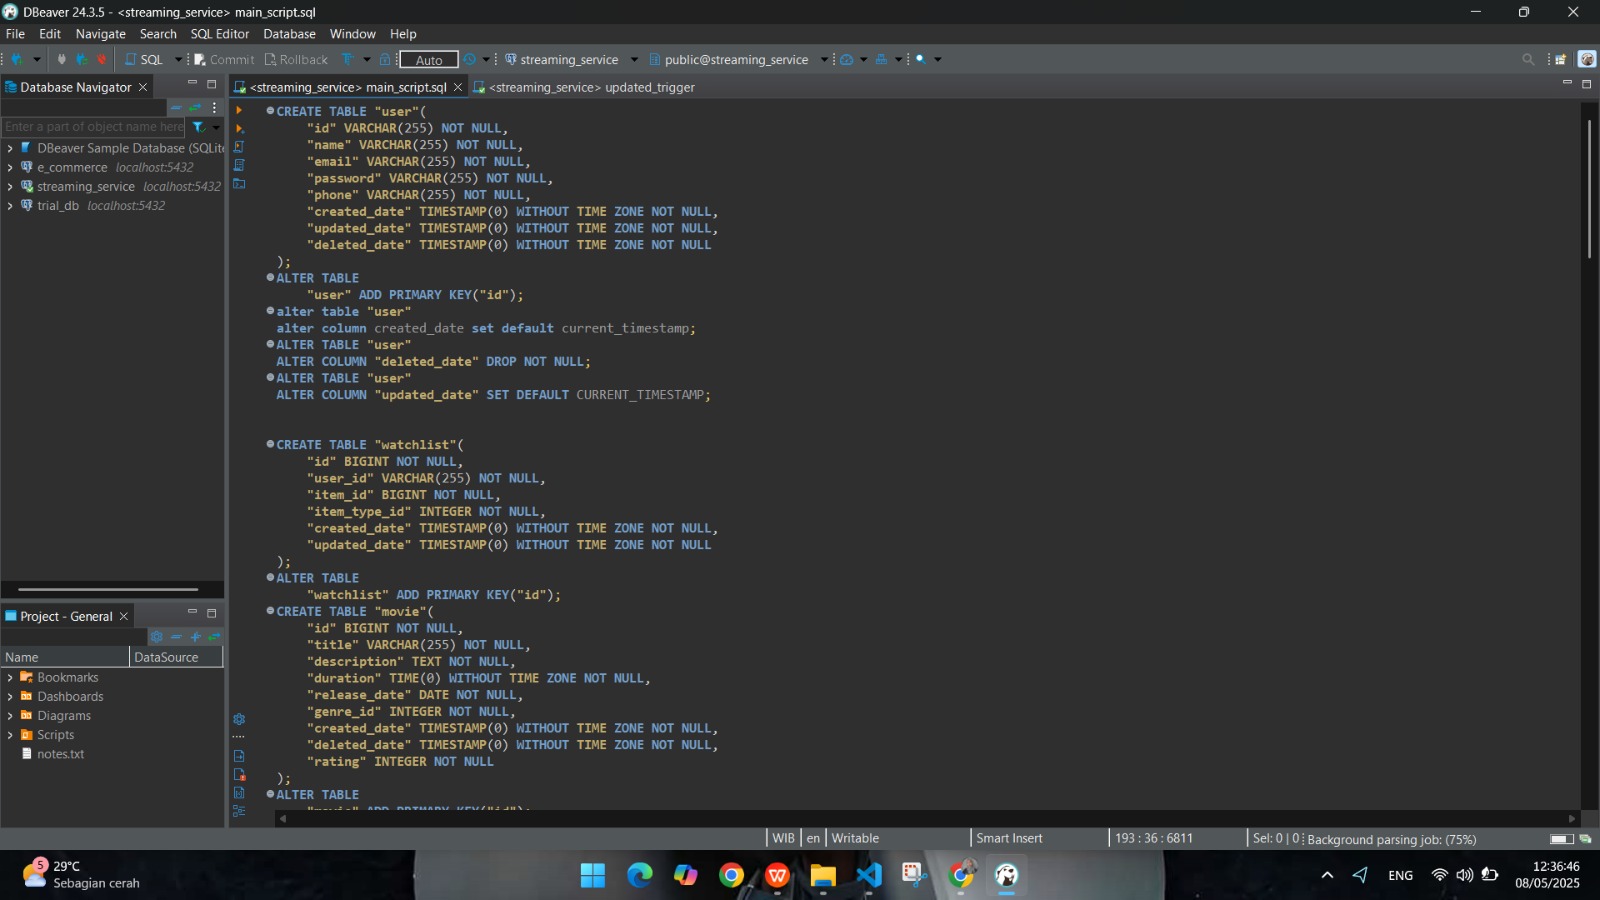 DBeaver 24.3.5 - <streaming_service> main_script.sql
File Edit Navigate Search SQL Editor Database Window Help
SQL Commit Rollback Auto streaming_service public@streaming_service
Database Navigator
<streaming_service> main_script.sql <streaming_service> updated_trigger
Enter a part of object name here
DBeaver Sample Database (SQLite
e_commerce localhost:5432
streaming_service localhost:5432
trial_db localhost:5432
CREATE TABLE "user"(
"id" VARCHAR(255) NOT NULL,
"name" VARCHAR(255) NOT NULL,
"email" VARCHAR(255) NOT NULL,
"password" VARCHAR(255) NOT NULL,
"phone" VARCHAR(255) NOT NULL,
"created_date" TIMESTAMP(0) WITHOUT TIME ZONE NOT NULL,
"updated_date" TIMESTAMP(0) WITHOUT TIME ZONE NOT NULL,
"deleted_date" TIMESTAMP(0) WITHOUT TIME ZONE NOT NULL
);
ALTER TABLE
"user" ADD PRIMARY KEY("id");
alter table "user"
alter column created_date set default current_timestamp;
ALTER TABLE "user"
ALTER COLUMN "deleted_date" DROP NOT NULL;
ALTER TABLE "user"
ALTER COLUMN "updated_date" SET DEFAULT CURRENT_TIMESTAMP;
CREATE TABLE "watchlist"(
"id" BIGINT NOT NULL,
"user_id" VARCHAR(255) NOT NULL,
"item_id" BIGINT NOT NULL,
"item_type_id" INTEGER NOT NULL,
"created_date" TIMESTAMP(0) WITHOUT TIME ZONE NOT NULL,
"updated_date" TIMESTAMP(0) WITHOUT TIME ZONE NOT NULL
);
ALTER TABLE
"watchlist" ADD PRIMARY KEY("id");
CREATE TABLE "movie"(
"id" BIGINT NOT NULL,
"title" VARCHAR(255) NOT NULL,
"description" TEXT NOT NULL,
"duration" TIME(0) WITHOUT TIME ZONE NOT NULL,
"release_date" DATE NOT NULL,
"genre_id" INTEGER NOT NULL,
"created_date" TIMESTAMP(0) WITHOUT TIME ZONE NOT NULL,
"deleted_date" TIMESTAMP(0) WITHOUT TIME ZONE NOT NULL,
"rating" INTEGER NOT NULL
);
ALTER TABLE
"movie" ADD PRIMARY KEY("id");
Project - General
Name DataSource
Bookmarks
Dashboards
Diagrams
Scripts
notes.txt
WIB en Writable Smart Insert 193 : 36 : 6811 Sel: 0 | 0 Background parsing job: (75%)
5
29°C
Sebagian cerah
ENG
12:36:46
08/05/2025